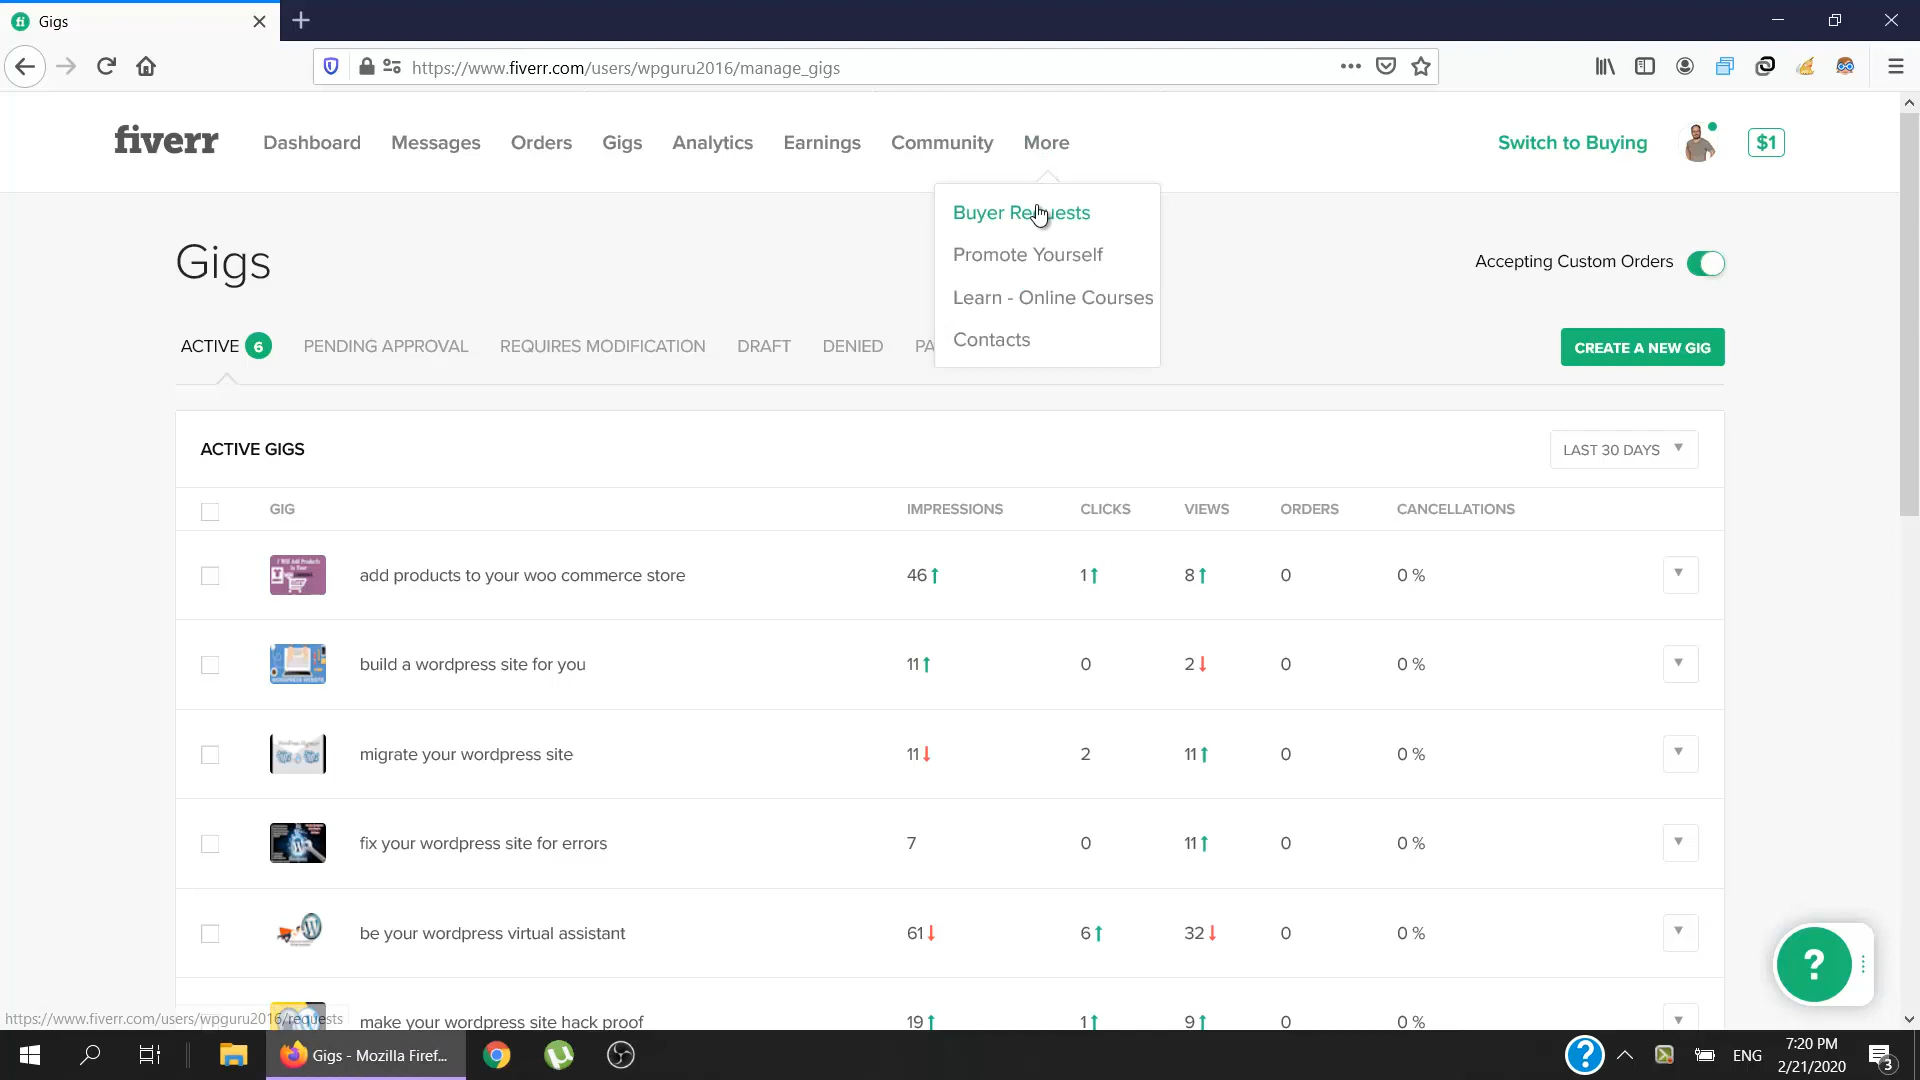 Gigs
https://www.fiverr.com/users/wpguru2016/manage_gigs
fiverr Dashboard Messages Orders Gigs Analytics Earnings Community More Switch to Buying $1
Buyer Requests
Promote Yourself
Learn - Online Courses
Contacts
Gigs
Accepting Custom Orders
ACTIVE 6 PENDING APPROVAL REQUIRES MODIFICATION DRAFT DENIED PA
CREATE A NEW GIG
ACTIVE GIGS
LAST 30 DAYS
GIG IMPRESSIONS CLICKS VIEWS ORDERS CANCELLATIONS
add products to your woo commerce store 46 1 8 0 0 %
build a wordpress site for you 11 0 2 0 0 %
migrate your wordpress site 11 2 11 0 0 %
fix your wordpress site for errors 7 0 11 0 0 %
be your wordpress virtual assistant 61 6 32 0 0 %
make your wordpress site hack proof 19 1 9 0 0 %
?
https://www.fiverr.com/users/wpguru2016/requests
Gigs - Mozilla Firef...
ENG
7:20 PM
2/21/2020
3